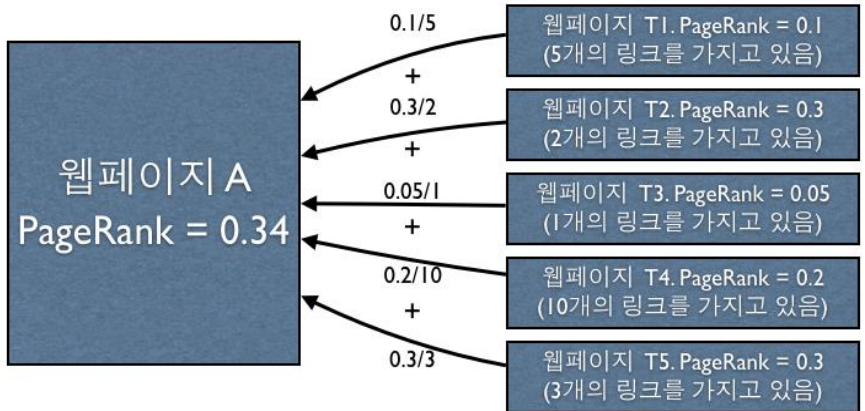 웹페이지 A
PageRank = 0.34
0.1/5
+
0.3/2
+
0.05/1
+
0.2/10
+
0.3/3
웹페이지 T1. PageRank = 0.1
(5개의 링크를 가지고 있음)
웹페이지 T2. PageRank = 0.3
(2개의 링크를 가지고 있음)
웹페이지 T3. PageRank = 0.05
(1개의 링크를 가지고 있음)
웹페이지 T4. PageRank = 0.2
(10개의 링크를 가지고 있음)
웹페이지 T5. PageRank = 0.3
(3개의 링크를 가지고 있음)